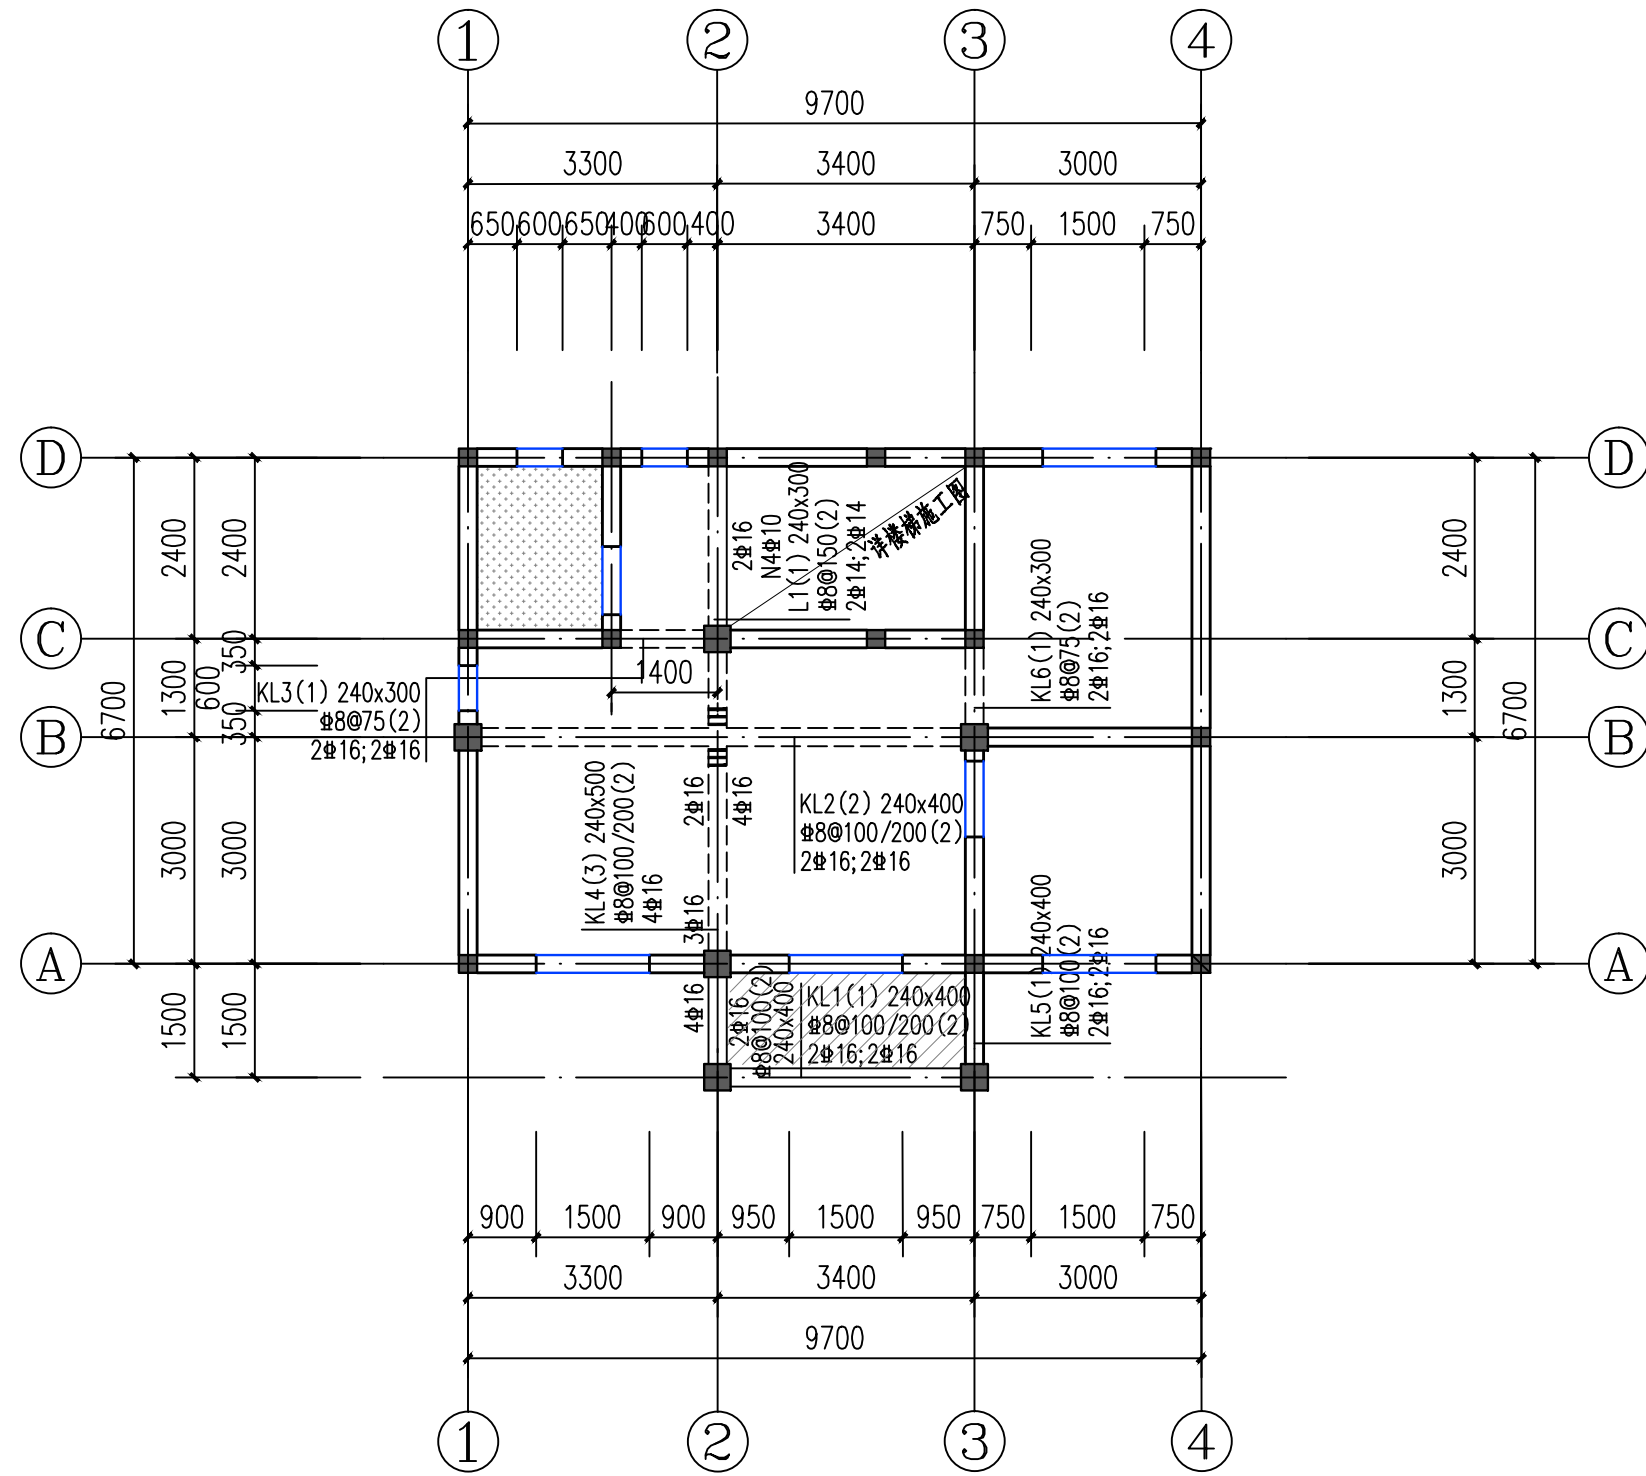 1 2 3 4
9700
3300 3400 3000
650 600 650 400 600 400 3400 750 1500 750
D D
2400 2400
2Φ16
N4Φ10
L1(1) 240x300
Φ8@150(2)
2Φ14;2Φ14
详楼梯施工图
2400
C C
KL6(1) 240x300
Φ8@75(2)
2Φ16;2Φ16
6700 1300 600 350 350
1400
KL3(1) 240x300
Φ8@75(2)
2Φ16;2Φ16
1300 6700
B B
3000 3000
KL4(3) 240x500
Φ8@100/200(2)
4Φ16
2Φ16 4Φ16
3Φ16
KL2(2) 240x400
Φ8@100/200(2)
2Φ16;2Φ16
3000
KL5(1) 240x400
Φ8@100(2)
2Φ16;2Φ16
A A
1500 1500
4Φ16
2Φ16
Φ8@100(2)
240x400
KL1(1) 240x400
Φ8@100/200(2)
2Φ16;2Φ16
900 1500 900 950 1500 950 750 1500 750
3300 3400 3000
9700
1 2 3 4